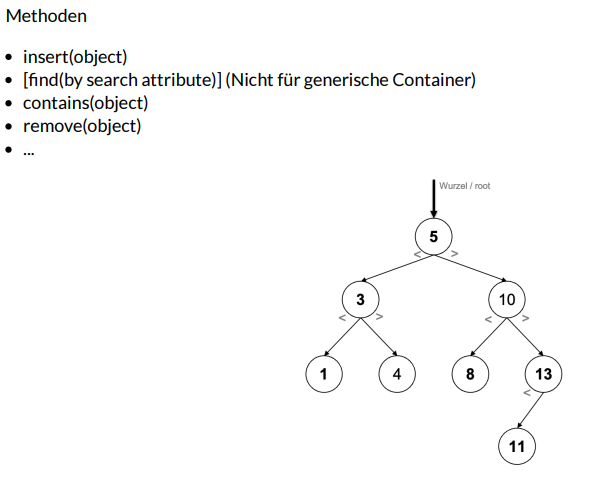 Methoden
• insert(object)
• [find(by search attribute)] (Nicht für generische Container)
• contains(object)
• remove(object)
• ...
Wurzel / root
5
< >
3 10
< > < >
1 4 8 13
<
11